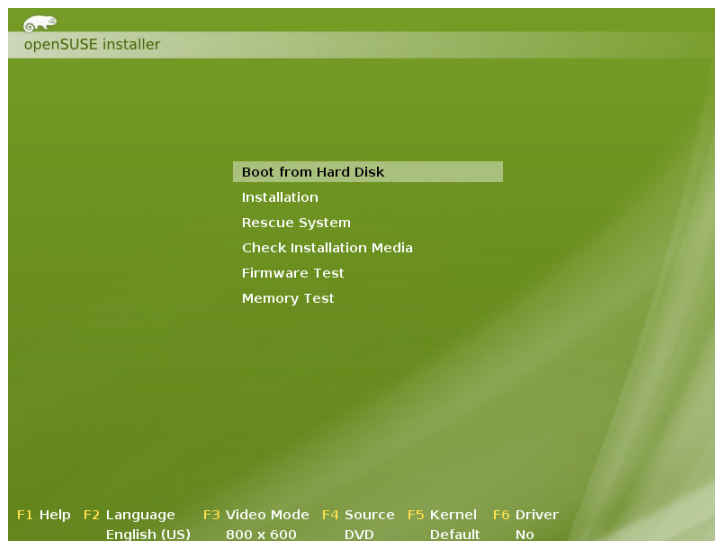 openSUSE installer
Boot from Hard Disk
Installation
Rescue System
Check Installation Media
Firmware Test
Memory Test
F1 Help F2 Language F3 Video Mode F4 Source F5 Kernel F6 Driver
English (US) 800 x 600 DVD Default No